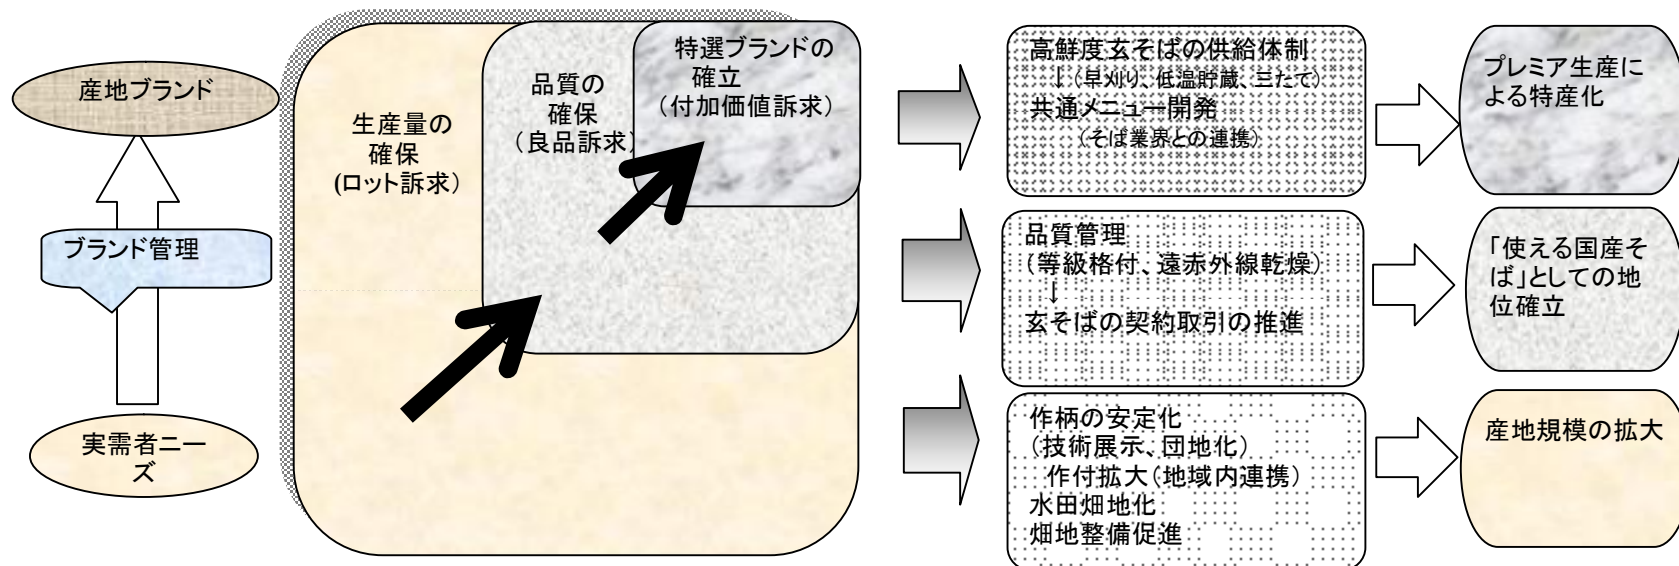 産地ブランド
ブランド管理
実需者ニー
ズ
生産量の
確保
(ロット訴求)
品質の
確保
(良品訴求)
特選ブランドの
確立
(付加価値訴求)
高鮮度玄そばの供給体制
↓(早刈り、低温貯蔵、三たて)
共通メニュー開発
(そば業界との連携)
プレミア生産に
よる特産化
品質管理
(等級格付、遠赤外線乾燥)
↓
玄そばの契約取引の推進
「使える国産そ
ば」としての地
位確立
作柄の安定化
(技術展示、団地化)
作付拡大(地域内連携)
水田畑地化
畑地整備促進
産地規模の拡大